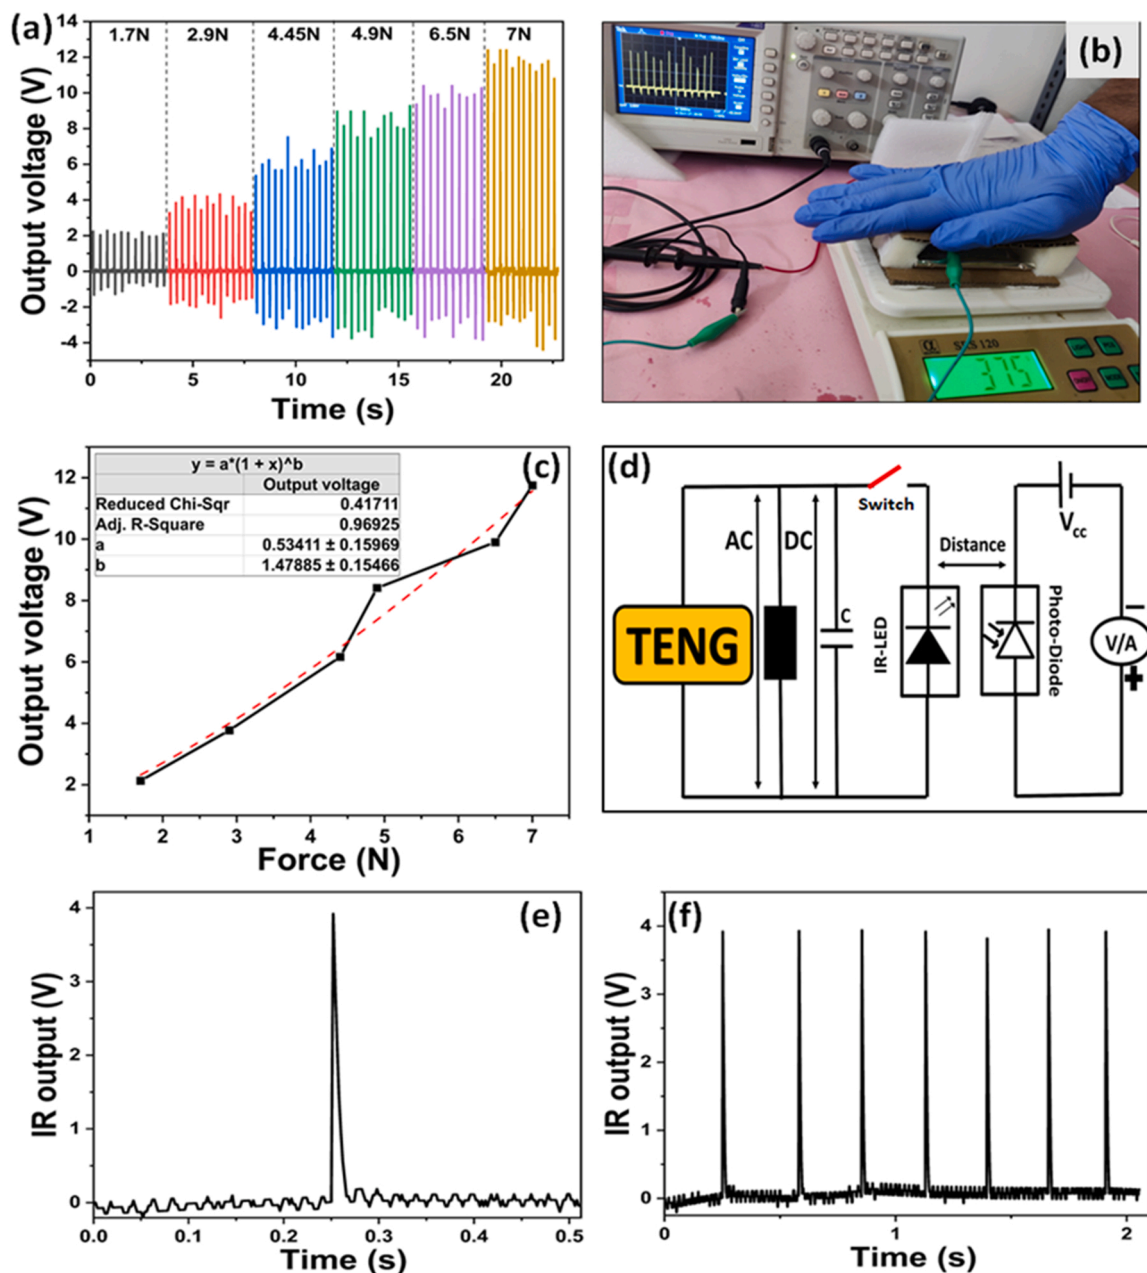 (a)
1.7N 2.9N 4.45N 4.9N 6.5N 7N
Output voltage (V)
14
12
10
8
6
4
2
0
-2
-4
0 5 10 15 20
Time (s)
(b)
375
(c)
y = a*(1 + x)^b
Output voltage
Reduced Chi-Sqr 0.41711
Adj. R-Square 0.96925
a 0.53411 ± 0.15969
b 1.47885 ± 0.15466
Output voltage (V)
12
10
8
6
4
2
1 2 3 4 5 6 7
Force (N)
(d)
Switch
Vcc
AC DC
Distance
C
TENG
IR-LED
Photo-Diode
V/A
(e)
IR output (V)
4
3
2
1
0
0.0 0.1 0.2 0.3 0.4 0.5
Time (s)
(f)
IR output (V)
4
3
2
1
0
0 1 2
Time (s)